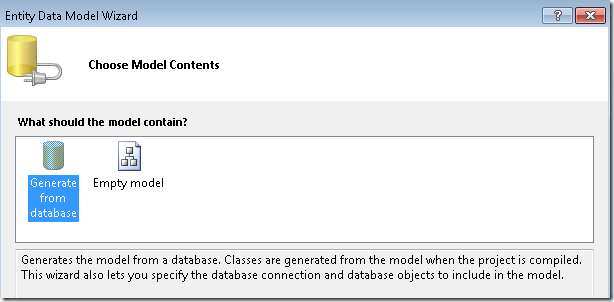 Entity Data Model Wizard
Choose Model Contents
What should the model contain?
Generate
from
database
Empty model
Generates the model from a database. Classes are generated from the model when the project is compiled.
This wizard also lets you specify the database connection and database objects to include in the model.